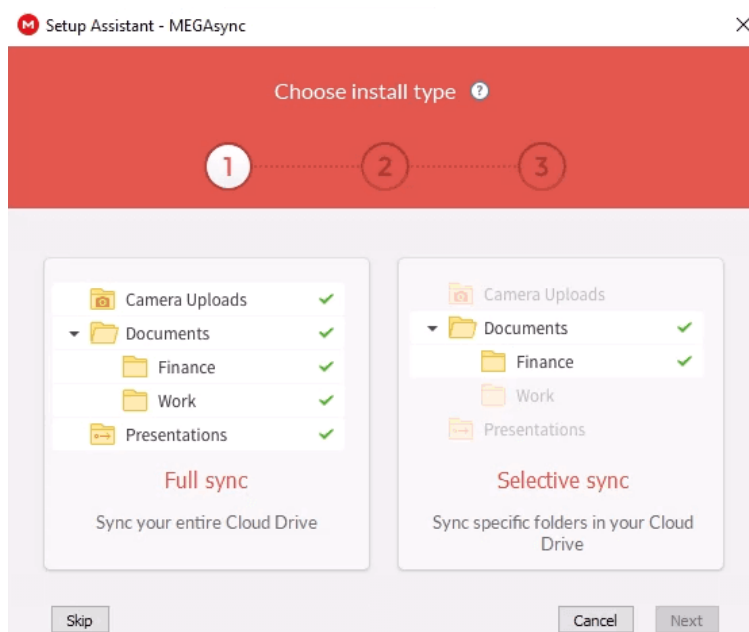 Setup Assistant - MEGAsync
Choose install type ?
1 2 3
Camera Uploads
Documents
Finance
Work
Presentations
Full sync
Sync your entire Cloud Drive
Camera Uploads
Documents
Finance
Work
Presentations
Selective sync
Sync specific folders in your Cloud
Drive
Skip
Cancel
Next